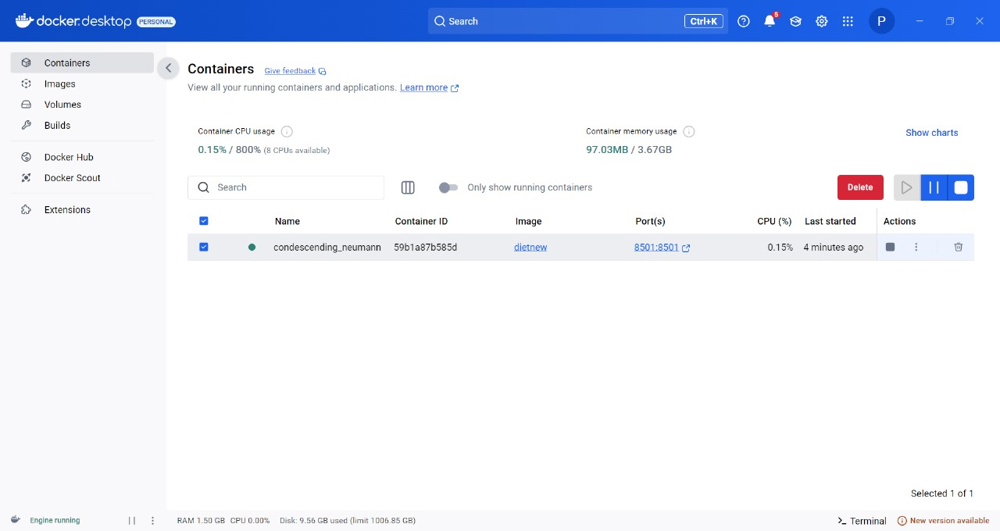 docker.desktop PERSONAL
Search Ctrl+K 5 P
Containers
Images
Volumes
Builds
Docker Hub
Docker Scout
Extensions
Containers Give feedback
View all your running containers and applications. Learn more
Container CPU usage
0.15% / 800% (8 CPUs available)
Container memory usage
97.03MB / 3.67GB
Show charts
Search
Only show running containers
Delete
Name Container ID Image Port(s) CPU (%) Last started Actions
condescending_neumann 59b1a87b585d dietnew 8501:8501 0.15% 4 minutes ago
Selected 1 of 1
Engine running RAM 1.50 GB CPU 0.00% Disk: 9.56 GB used (limit 1006.85 GB) Terminal New version available